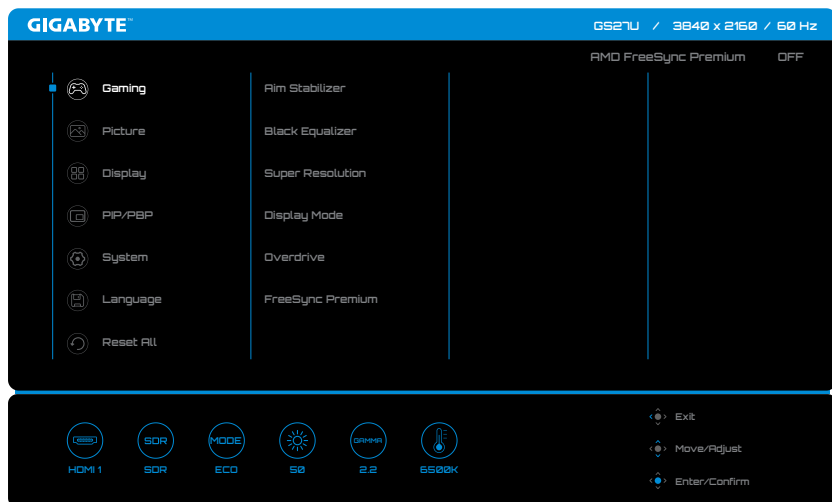 GIGABYTE™ GS27U / 3840 x 2160 / 60 Hz
AMD FreeSync Premium OFF
Gaming Aim Stabilizer
Picture Black Equalizer
Display Super Resolution
PIP/PBP Display Mode
System Overdrive
Language FreeSync Premium
Reset All
Exit
SDR MODE GAMMA
Move/Adjust
HDMI 1 SDR ECO 50 2.2 6500K
Enter/Confirm